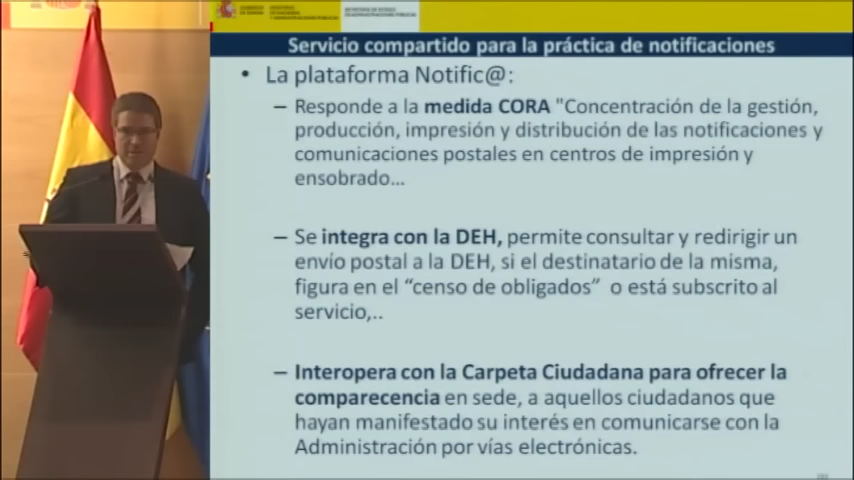 Servicio compartido para la práctica de notificaciones
• La plataforma Notific@:
– Responde a la medida CORA "Concentración de la gestión,
producción, impresión y distribución de las notificaciones y
comunicaciones postales en centros de impresión y
ensobrado...
– Se integra con la DEH, permite consultar y redirigir un
envío postal a la DEH, si el destinatario de la misma,
figura en el “censo de obligados” o está subscrito al
servicio,..
– Interopera con la Carpeta Ciudadana para ofrecer la
comparecencia en sede, a aquellos ciudadanos que
hayan manifestado su interés en comunicarse con la
Administración por vías electrónicas.